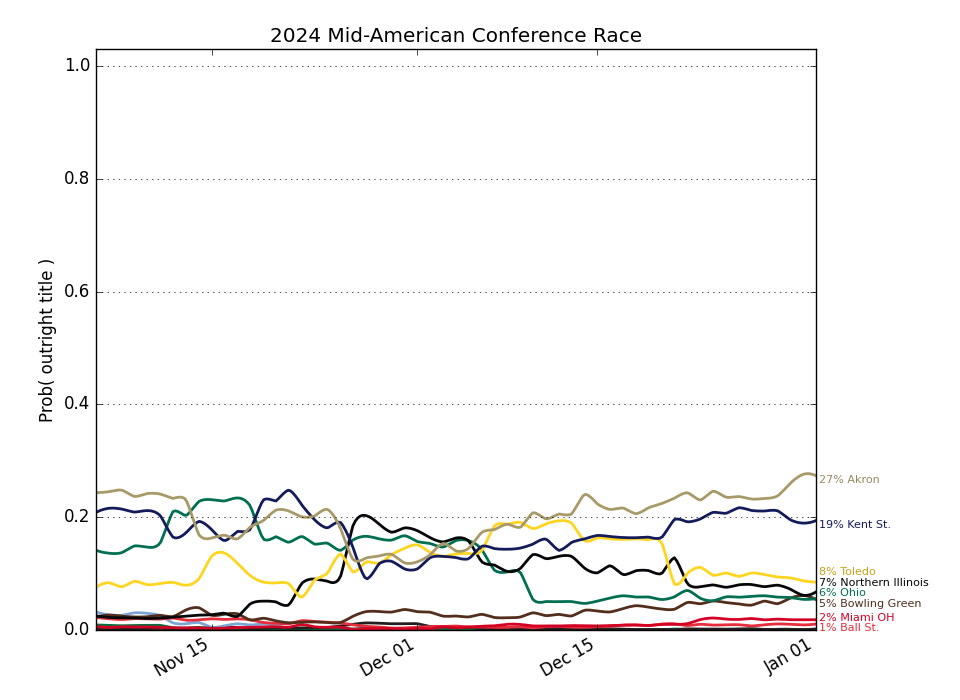 2024 Mid-American Conference Race
Prob( outright title )
1.0
0.8
0.6
0.4
0.2
0.0
27% Akron
19% Kent St.
8% Toledo
7% Northern Illinois
6% Ohio
5% Bowling Green
2% Miami OH
1% Ball St.
Nov 15
Dec 01
Dec 15
Jan 01